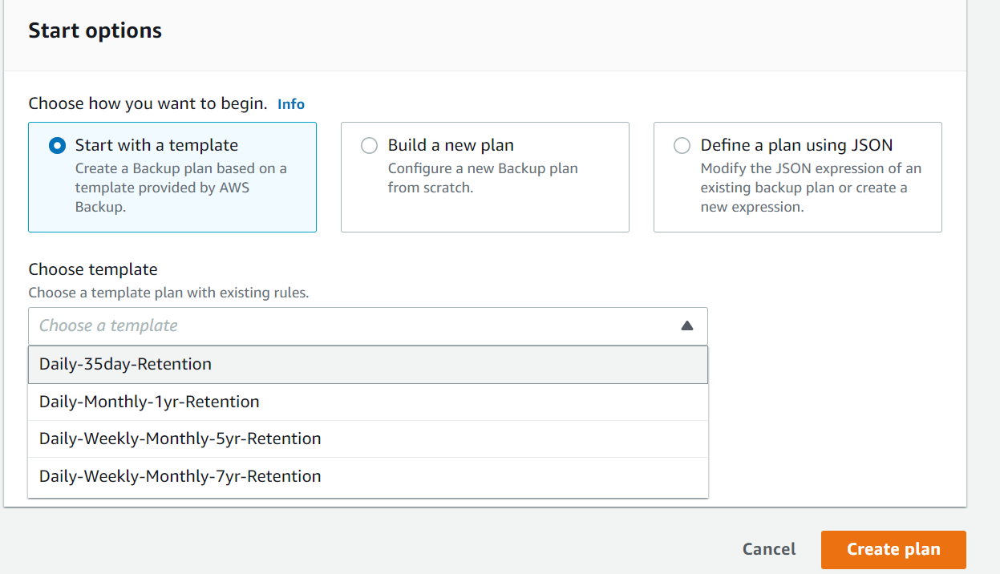 Start options
Choose how you want to begin. Info
Start with a template
Create a Backup plan based on a
template provided by AWS
Backup.
Build a new plan
Configure a new Backup plan
from scratch.
Define a plan using JSON
Modify the JSON expression of an
existing backup plan or create a
new expression.
Choose template
Choose a template plan with existing rules.
Choose a template
Daily-35day-Retention
Daily-Monthly-1yr-Retention
Daily-Weekly-Monthly-5yr-Retention
Daily-Weekly-Monthly-7yr-Retention
Cancel
Create plan